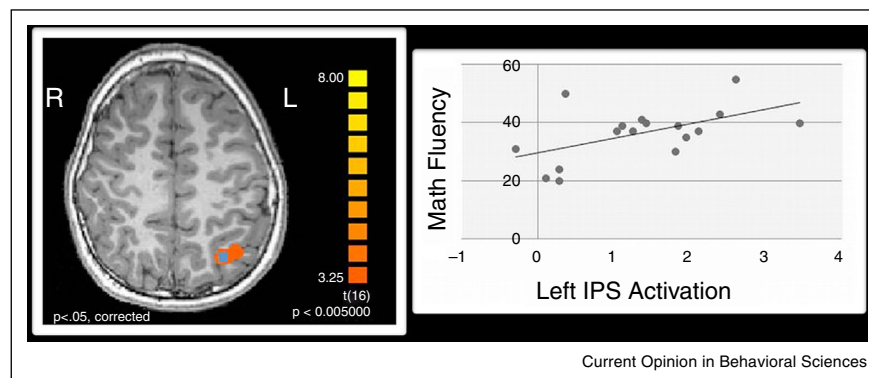 R
L
8.00
3.25
t(16)
p < 0.005000
p<.05, corrected
Math Fluency
60
40
20
0
–1
0
1
2
3
4
Left IPS Activation
Current Opinion in Behavioral Sciences